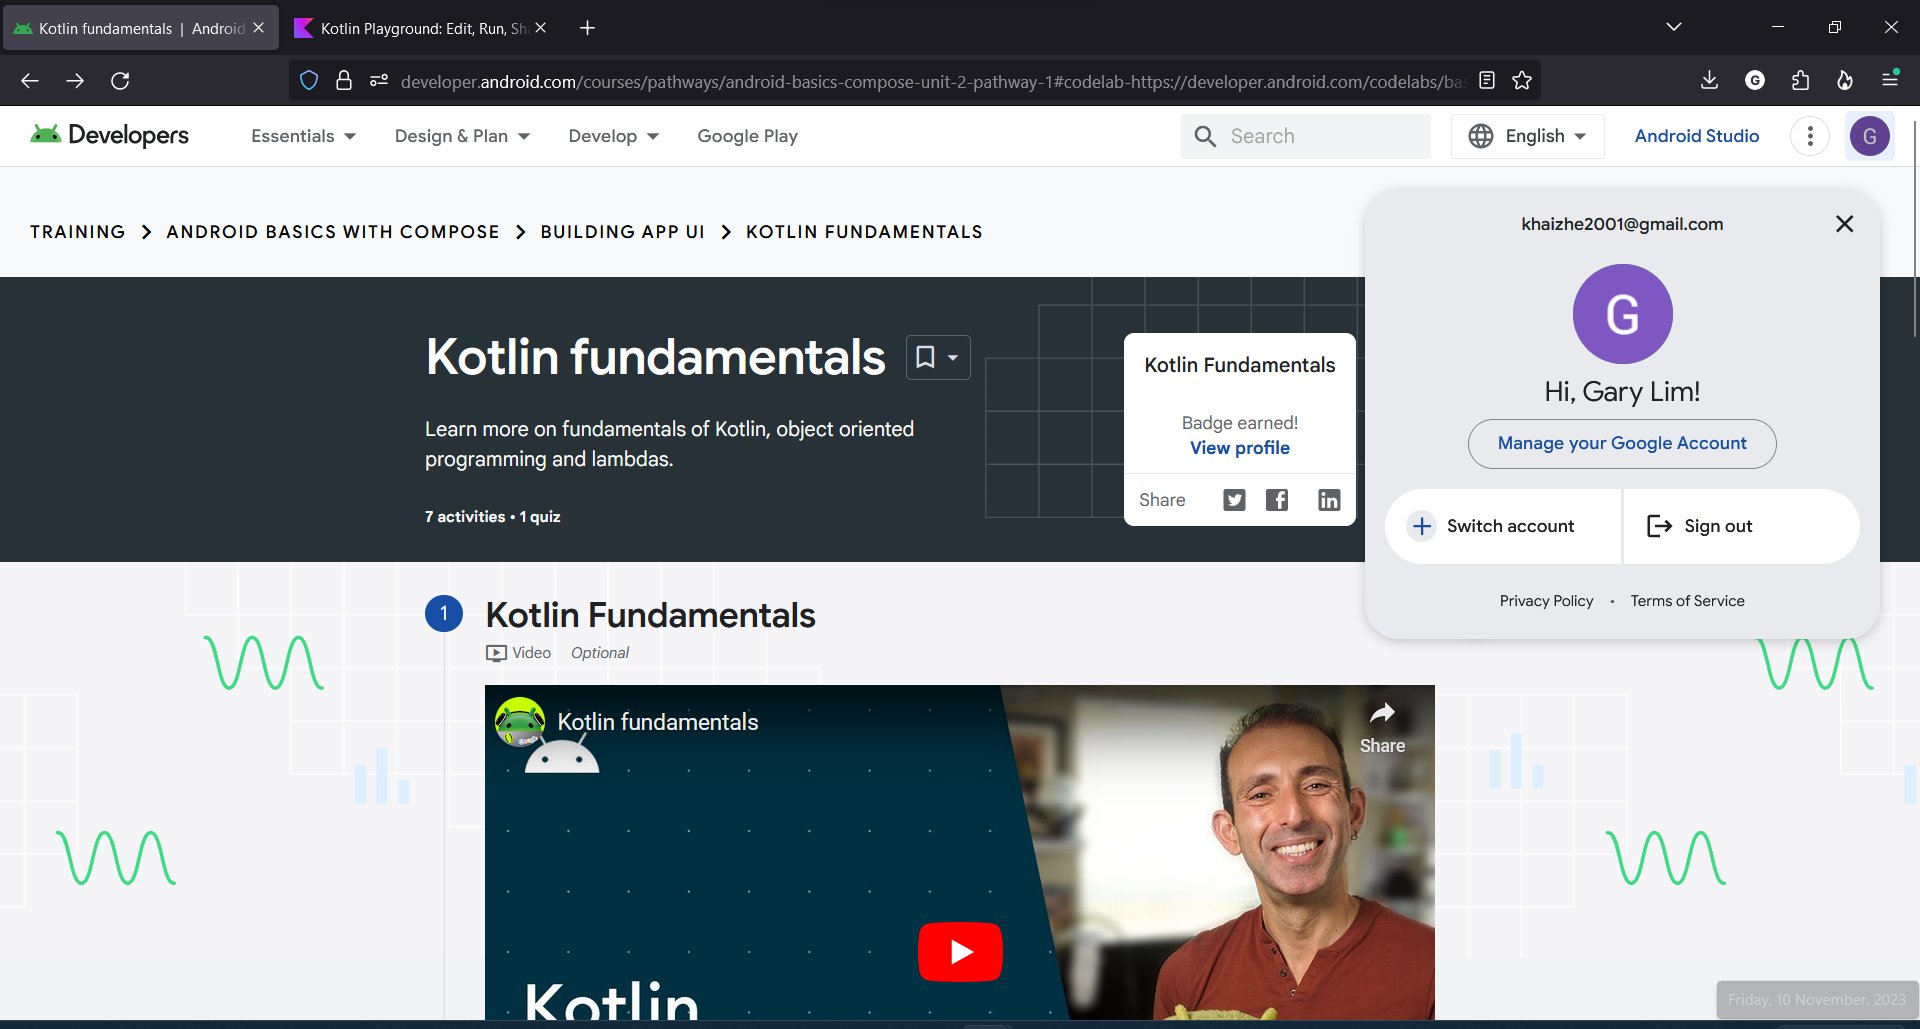 Kotlin fundamentals | Android
Kotlin Playground: Edit, Run, Sh
developer.android.com/courses/pathways/android-basics-compose-unit-2-pathway-1#codelab-https://developer.android.com/codelabs/bas
G
Developers
Essentials
Design & Plan
Develop
Google Play
Search
English
Android Studio
G
TRAINING > ANDROID BASICS WITH COMPOSE > BUILDING APP UI > KOTLIN FUNDAMENTALS
khaizhe2001@gmail.com
G
Hi, Gary Lim!
Manage your Google Account
Switch account
Sign out
Privacy Policy • Terms of Service
Kotlin fundamentals
Learn more on fundamentals of Kotlin, object oriented
programming and lambdas.
7 activities • 1 quiz
Kotlin Fundamentals
Badge earned!
View profile
Share
1
Kotlin Fundamentals
Video Optional
Kotlin fundamentals
Share
Kotlin
Friday, 10 November, 2023